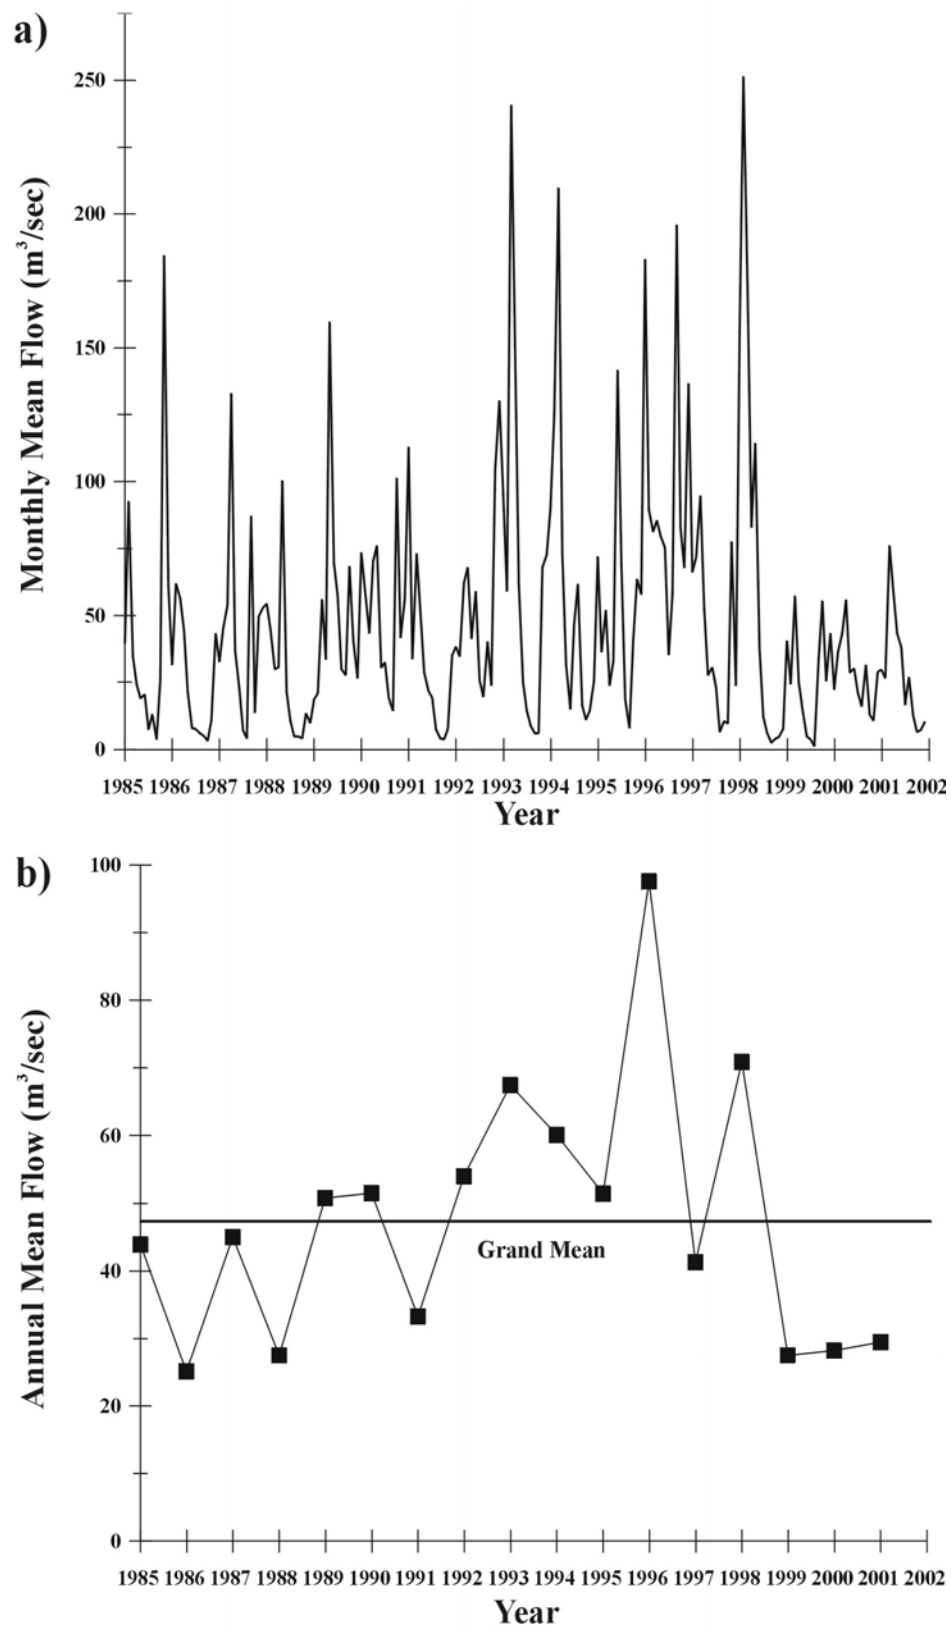 a)
Monthly Mean Flow (m³/sec)
250
200
150
100
50
0
1985 1986 1987 1988 1989 1990 1991 1992 1993 1994 1995 1996 1997 1998 1999 2000 2001 2002
Year
b)
Annual Mean Flow (m³/sec)
100
80
60
40
20
0
Grand Mean
1985 1986 1987 1988 1989 1990 1991 1992 1993 1994 1995 1996 1997 1998 1999 2000 2001 2002
Year